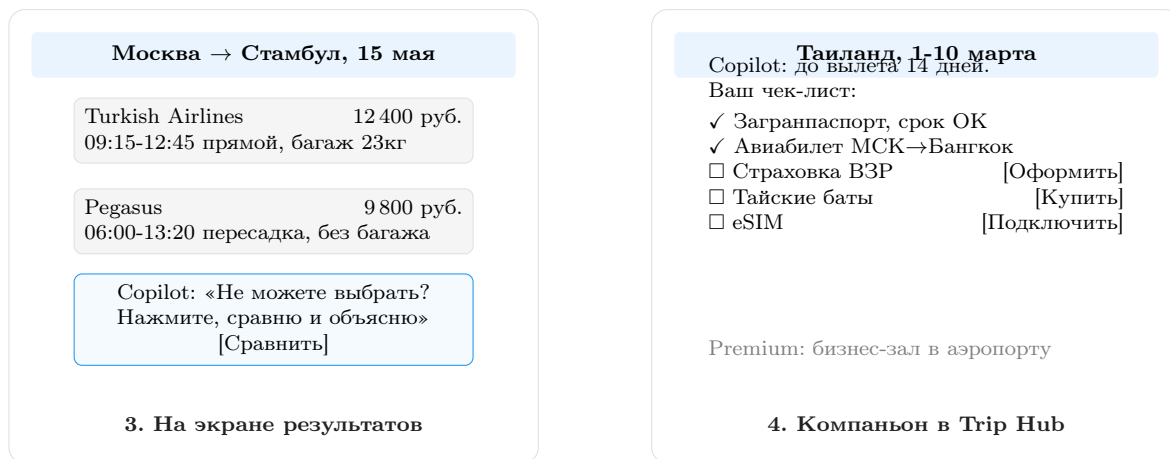 Москва → Стамбул, 15 мая
Turkish Airlines 12 400 руб.
09:15-12:45 прямой, багаж 23кг
Pegasus 9 800 руб.
06:00-13:20 пересадка, без багажа
Copilot: «Не можете выбрать?
Нажмите, сравню и объясню»
[Сравнить]
3. На экране результатов
Таиланд, 1-10 марта
Copilot: до вылета 14 дней.
Ваш чек-лист:
✓ Загранпаспорт, срок OK
✓ Авиабилет МСК→Бангкок
☐ Страховка ВЗР [Оформить]
☐ Тайские баты [Купить]
☐ eSIM [Подключить]
Premium: бизнес-зал в аэропорту
4. Компаньон в Trip Hub